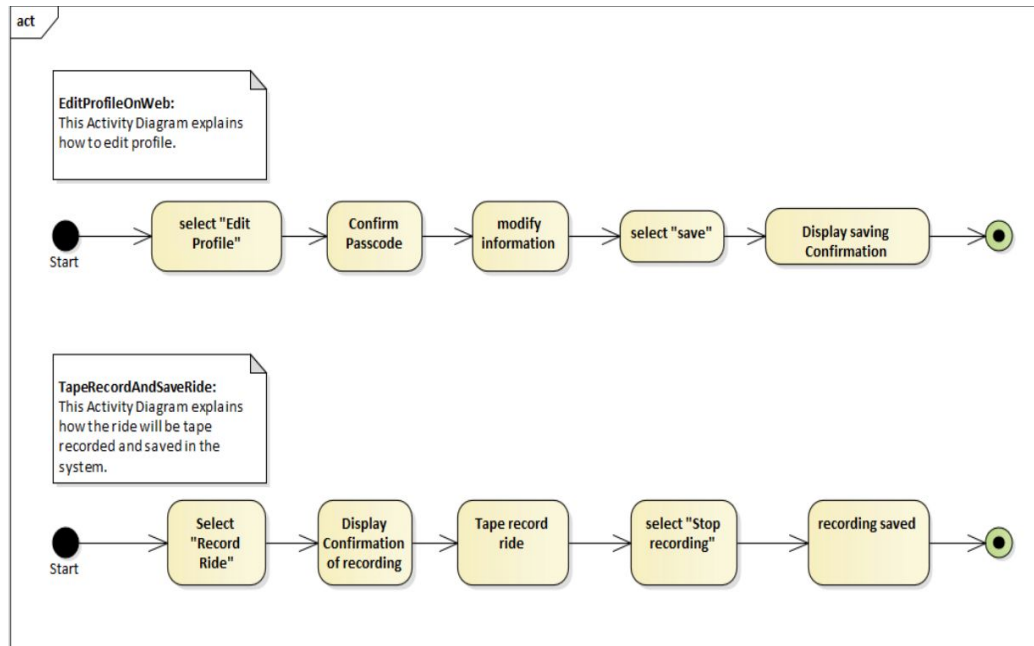 act
EditProfileOnWeb:
This Activity Diagram explains
how to edit profile.
select "Edit
Profile"
Confirm
Passcode
modify
information
select "save"
Display saving
Confirmation
Start
TapeRecordAndSaveRide:
This Activity Diagram explains
how the ride will be tape
recorded and saved in the
system.
Select
"Record
Ride"
Display
Confirmation
of recording
Tape record
ride
select "Stop
recording"
recording saved
Start